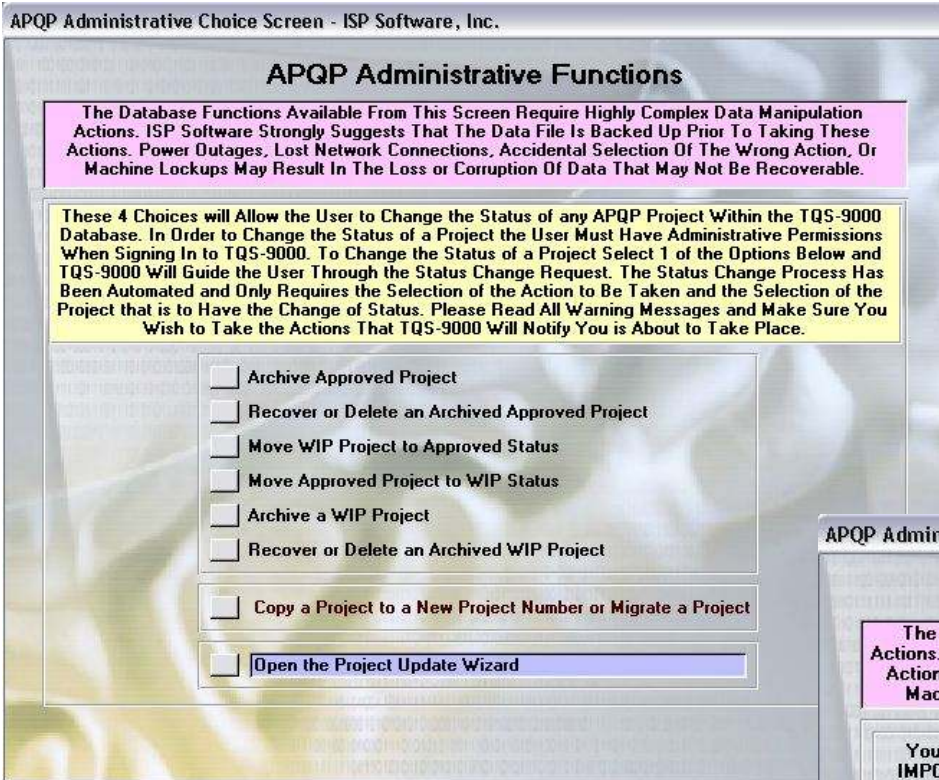 APQP Administrative Choice Screen - ISP Software, Inc.
APQP Administrative Functions
The Database Functions Available From This Screen Require Highly Complex Data Manipulation
Actions. ISP Software Strongly Suggests That The Data File Is Backed Up Prior To Taking These
Actions. Power Outages, Lost Network Connections, Accidental Selection Of The Wrong Action, Or
Machine Lockups May Result In The Loss or Corruption Of Data That May Not Be Recoverable.
These 4 Choices will Allow the User to Change the Status of any APQP Project Within the TQS-9000
Database. In Order to Change the Status of a Project the User Must Have Administrative Permissions
When Signing In to TQS-9000. To Change the Status of a Project Select 1 of the Options Below and
TQS-9000 Will Guide the User Through the Status Change Request. The Status Change Process Has
Been Automated and Only Requires the Selection of the Action to Be Taken and the Selection of the
Project that is to Have the Change of Status. Please Read All Warning Messages and Make Sure You
Wish to Take the Actions That TQS-9000 Will Notify You is About to Take Place.
Archive Approved Project
Recover or Delete an Archived Approved Project
Move WIP Project to Approved Status
Move Approved Project to WIP Status
Archive a WIP Project
Recover or Delete an Archived WIP Project
Copy a Project to a New Project Number or Migrate a Project
Open the Project Update Wizard
APQP Admin
The
Actions.
Action
Mac
You
IMPO